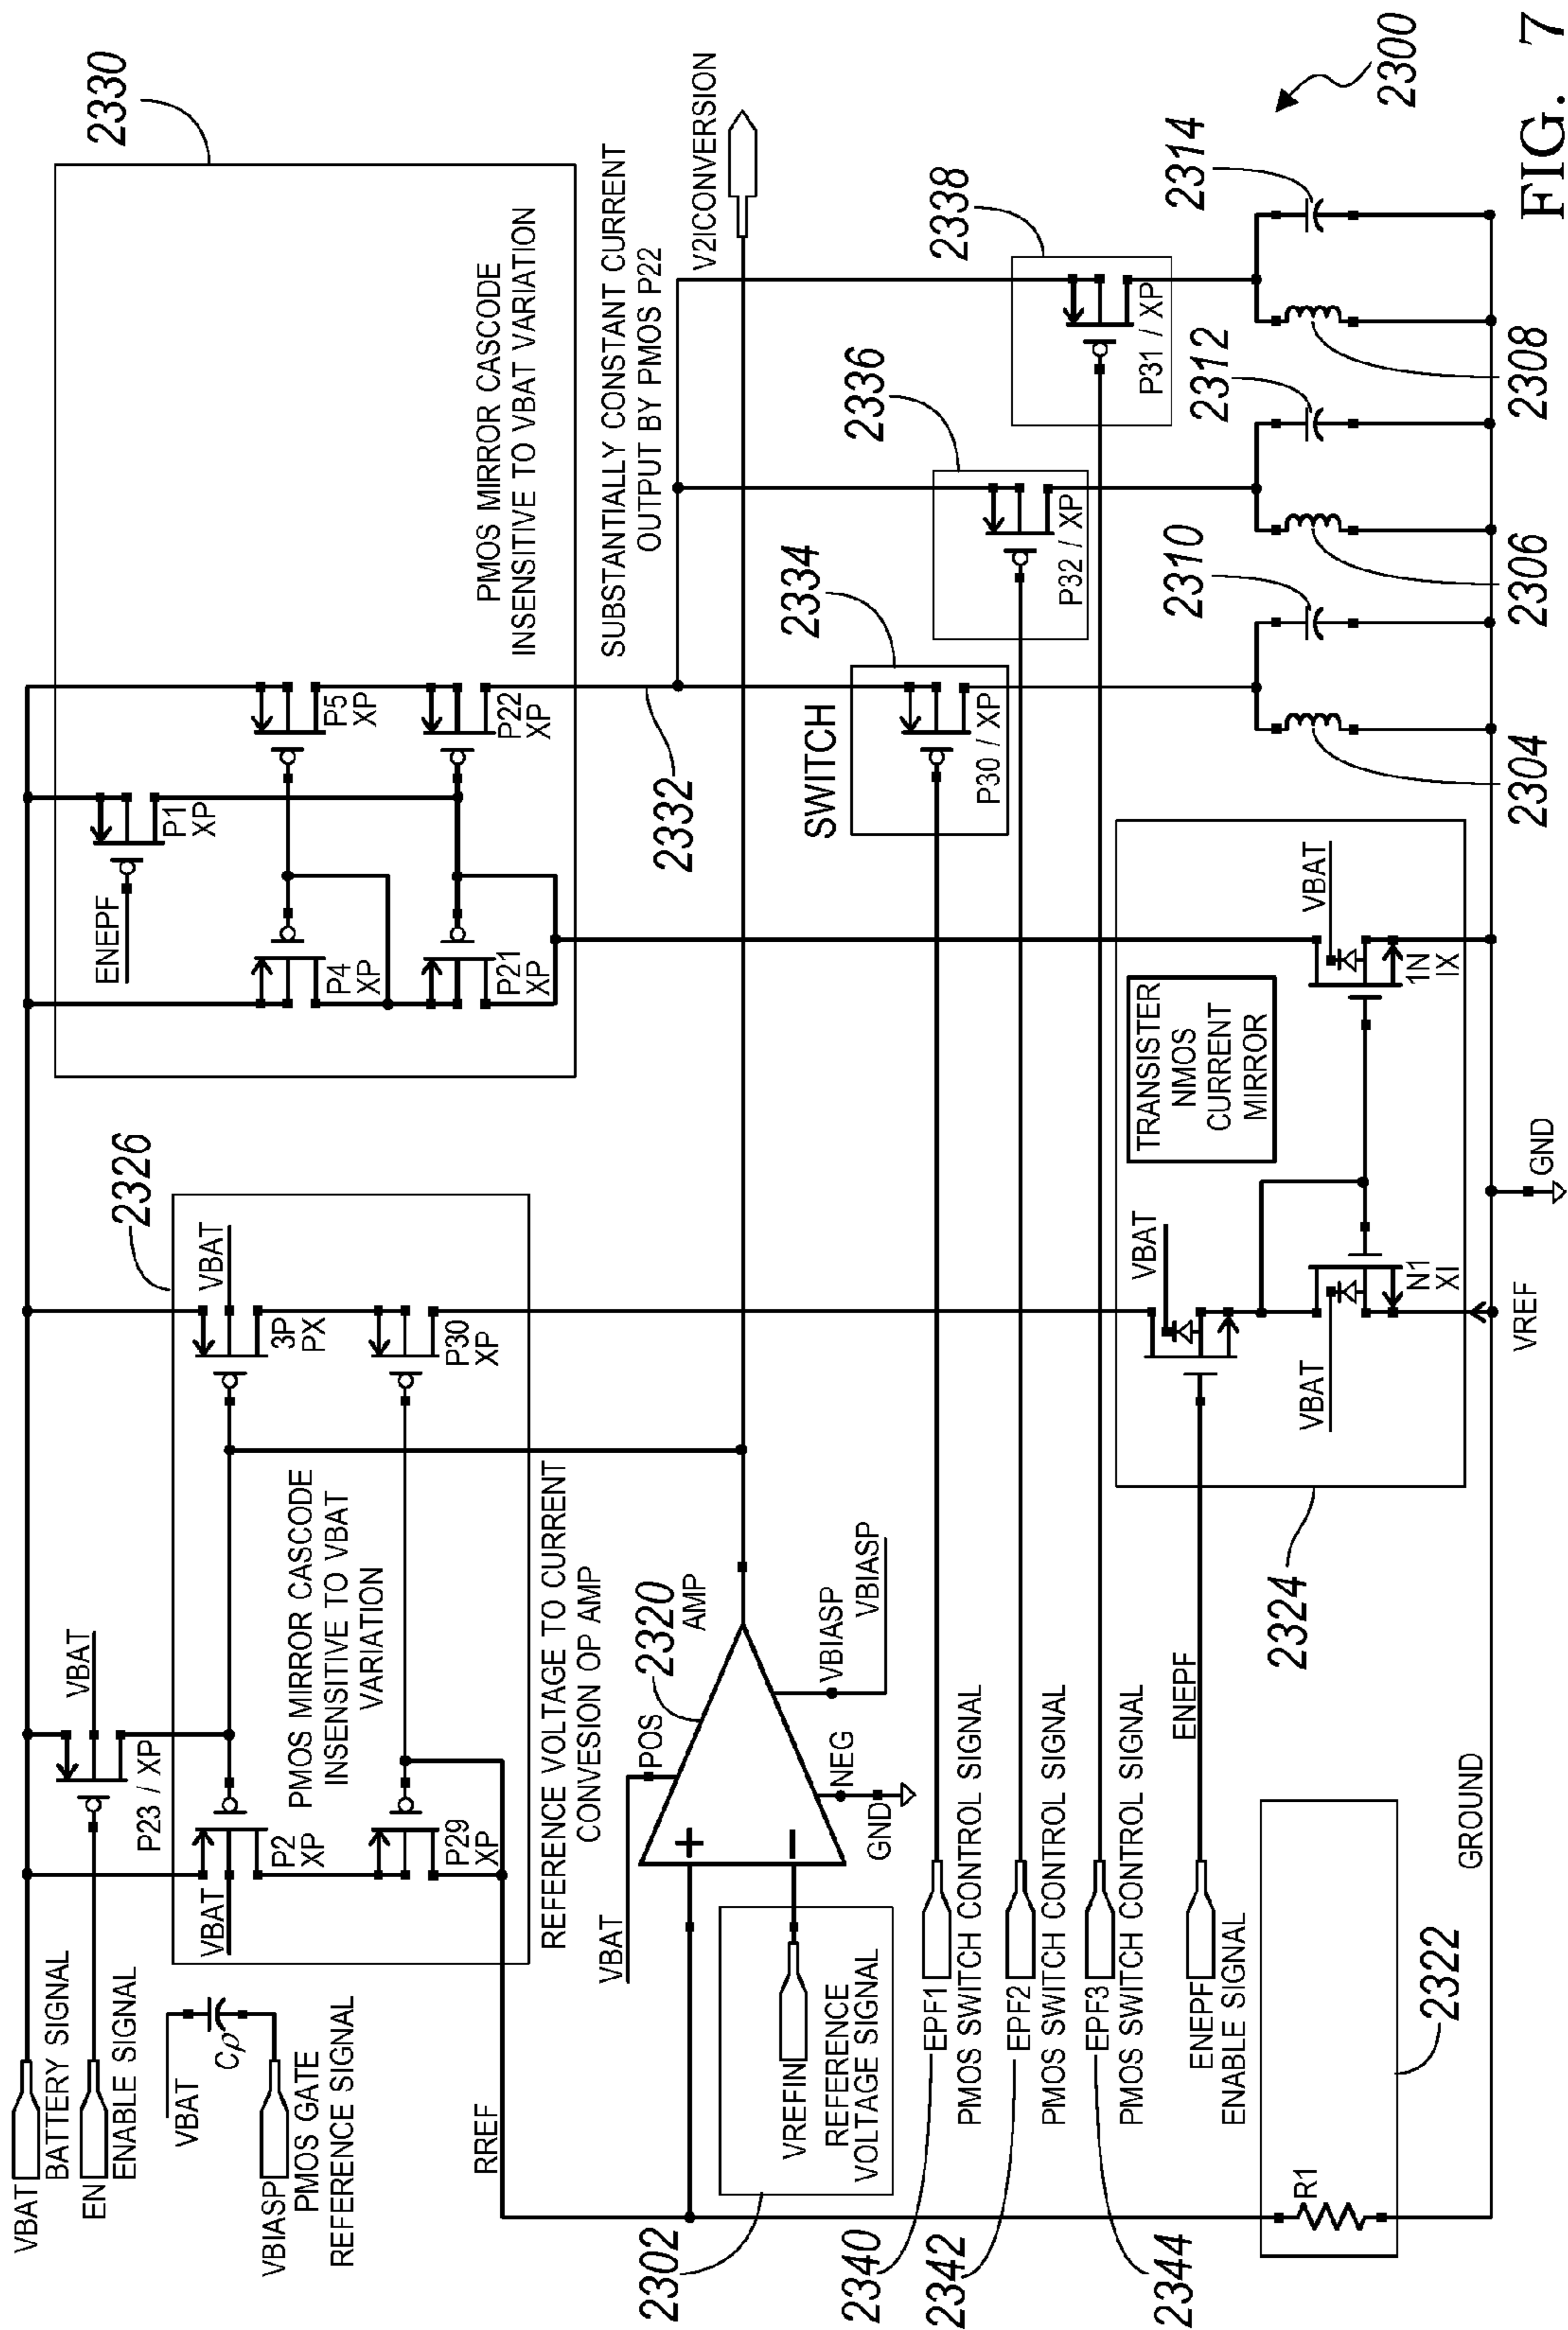 VBAT
BATTERY SIGNAL
EN
ENABLE SIGNAL
VBAT
Cρ
VBIASP
PMOS GATE
REFERENCE SIGNAL
VBAT
P23 / XP
2326
VBAT
P2
XP
P29
XP
PMOS MIRROR CASCODE
INSENSITIVE TO VBAT
VARIATION
VBAT
3P
PX
P30
XP
2330
ENEPF
P1
XP
P4
XP
P5
XP
P21
XP
P22
XP
PMOS MIRROR CASCODE
INSENSITIVE TO VBAT VARIATION
SUBSTANTIALLY CONSTANT CURRENT
OUTPUT BY PMOS P22
V2ICONVERSION
RREF
REFERENCE VOLTAGE TO CURRENT
CONVESION OP AMP
VBAT
POS
2320
AMP
+
−
VBIASP
VBIASP
NEG
GND
2302
VREFIN
REFERENCE
VOLTAGE SIGNAL
2332
SWITCH
2334
P30 / XP
2336
P32 / XP
2338
P31 / XP
2340
EPF1
PMOS SWITCH CONTROL SIGNAL
2342
EPF2
PMOS SWITCH CONTROL SIGNAL
2344
EPF3
PMOS SWITCH CONTROL SIGNAL
ENEPF
ENABLE SIGNAL
ENEPF
2324
VBAT
VBAT
N1
XI
TRANSISTER
NMOS
CURRENT
MIRROR
VBAT
1N
IX
2310
2312
2314
2304
2306
2308
R1
2322
GROUND
VREF
GND
2300
FIG. 7